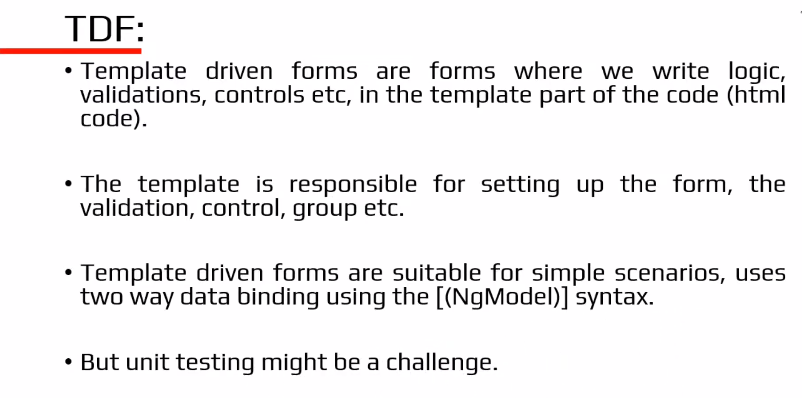 TDF:
• Template driven forms are forms where we write logic,
validations, controls etc, in the template part of the code (html
code).
• The template is responsible for setting up the form, the
validation, control, group etc.
• Template driven forms are suitable for simple scenarios, uses
two way data binding using the [(NgModel)] syntax.
• But unit testing might be a challenge.